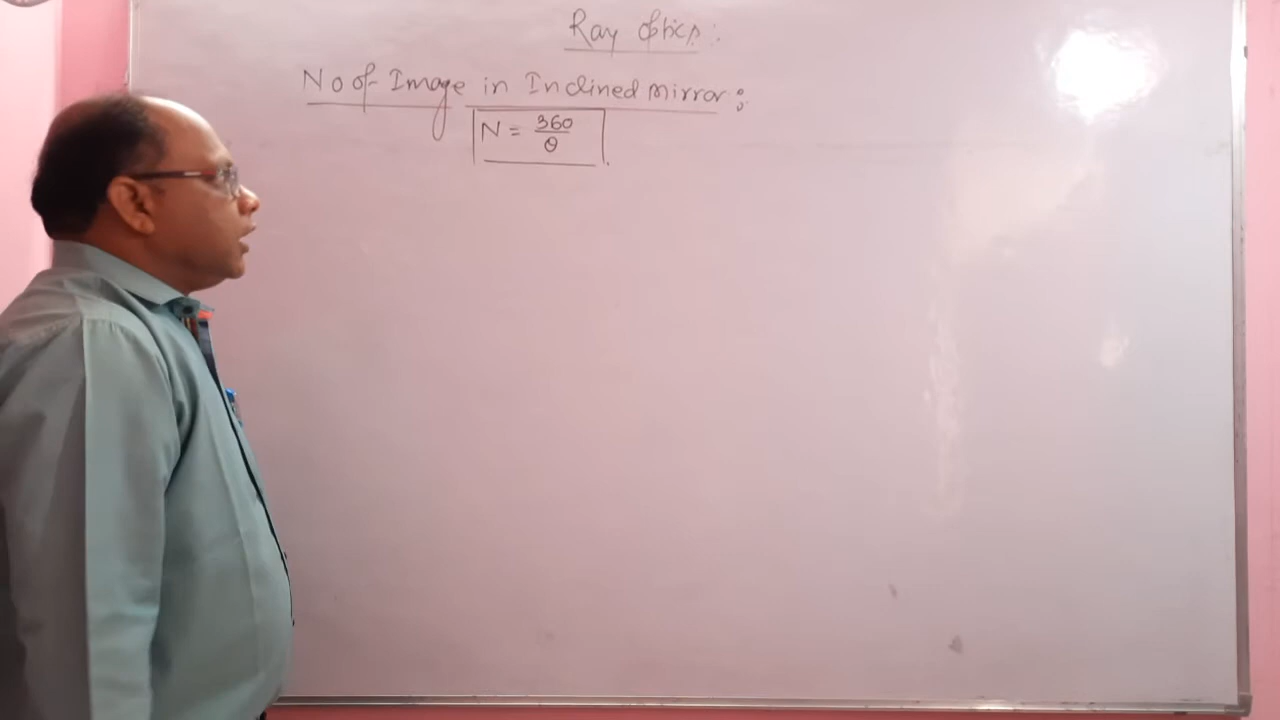 Ray optics:
No of Image in Inclined mirror:
N = 360/θ